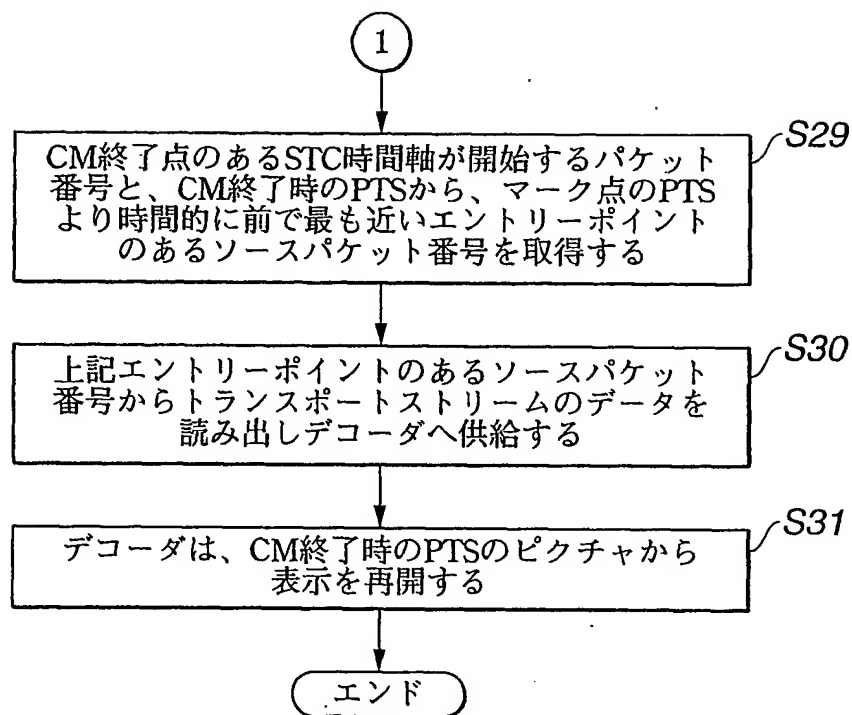 1
S29
CM終了点のあるSTC時間軸が開始するパケット
番号と、CM終了時のPTSから、マーク点のPTS
より時間的に前で最も近いエントリーポイント
のあるソースパケット番号を取得する
S30
上記エントリーポイントのあるソースパケット
番号からトランスポートストリームのデータを
読み出しデコーダへ供給する
S31
デコーダは、CM終了時のPTSのピクチャから
表示を再開する
エンド